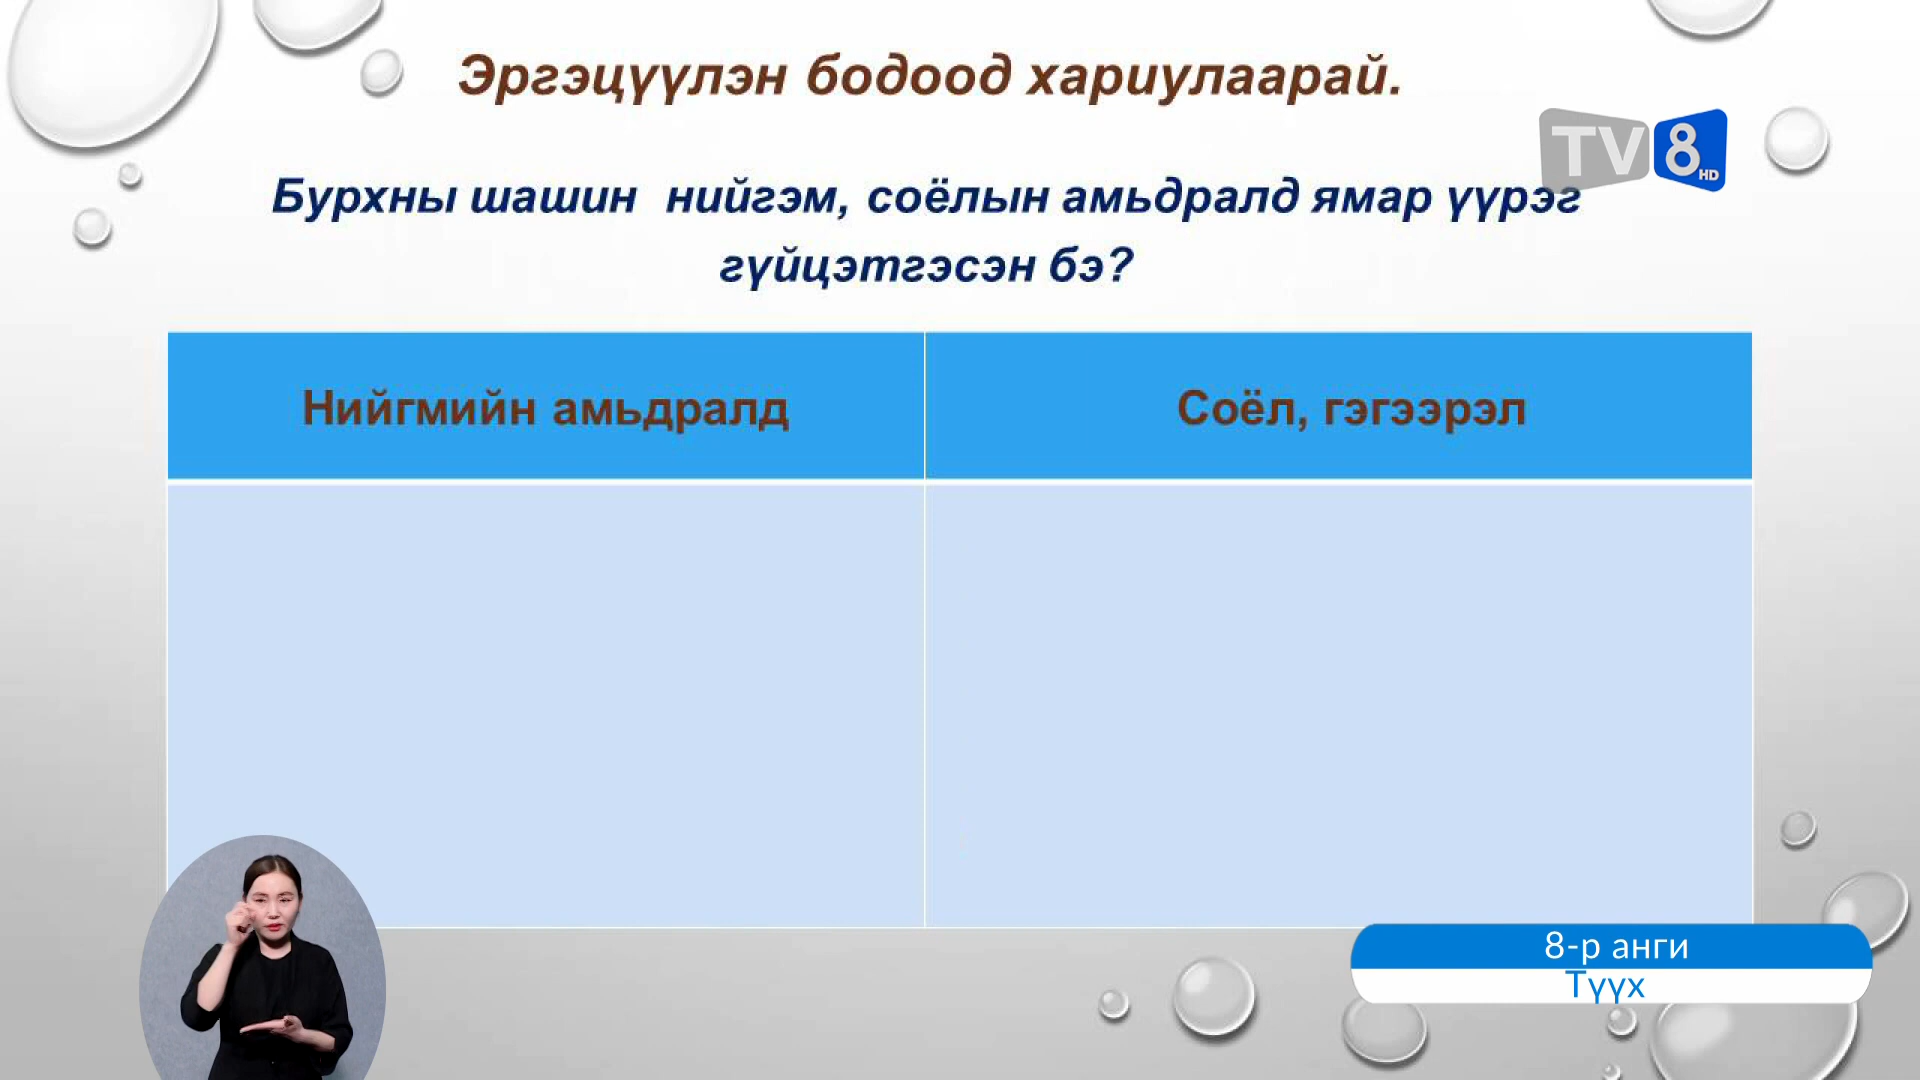 Эргэцүүлэн бодоод хариулаарай.
TV8 HD
Бурхны шашин нийгэм, соёлын амьдралд ямар үүрэг
гүйцэтгэсэн бэ?
Нийгмийн амьдралд
Соёл, гэгээрэл
8-р анги
Түүх